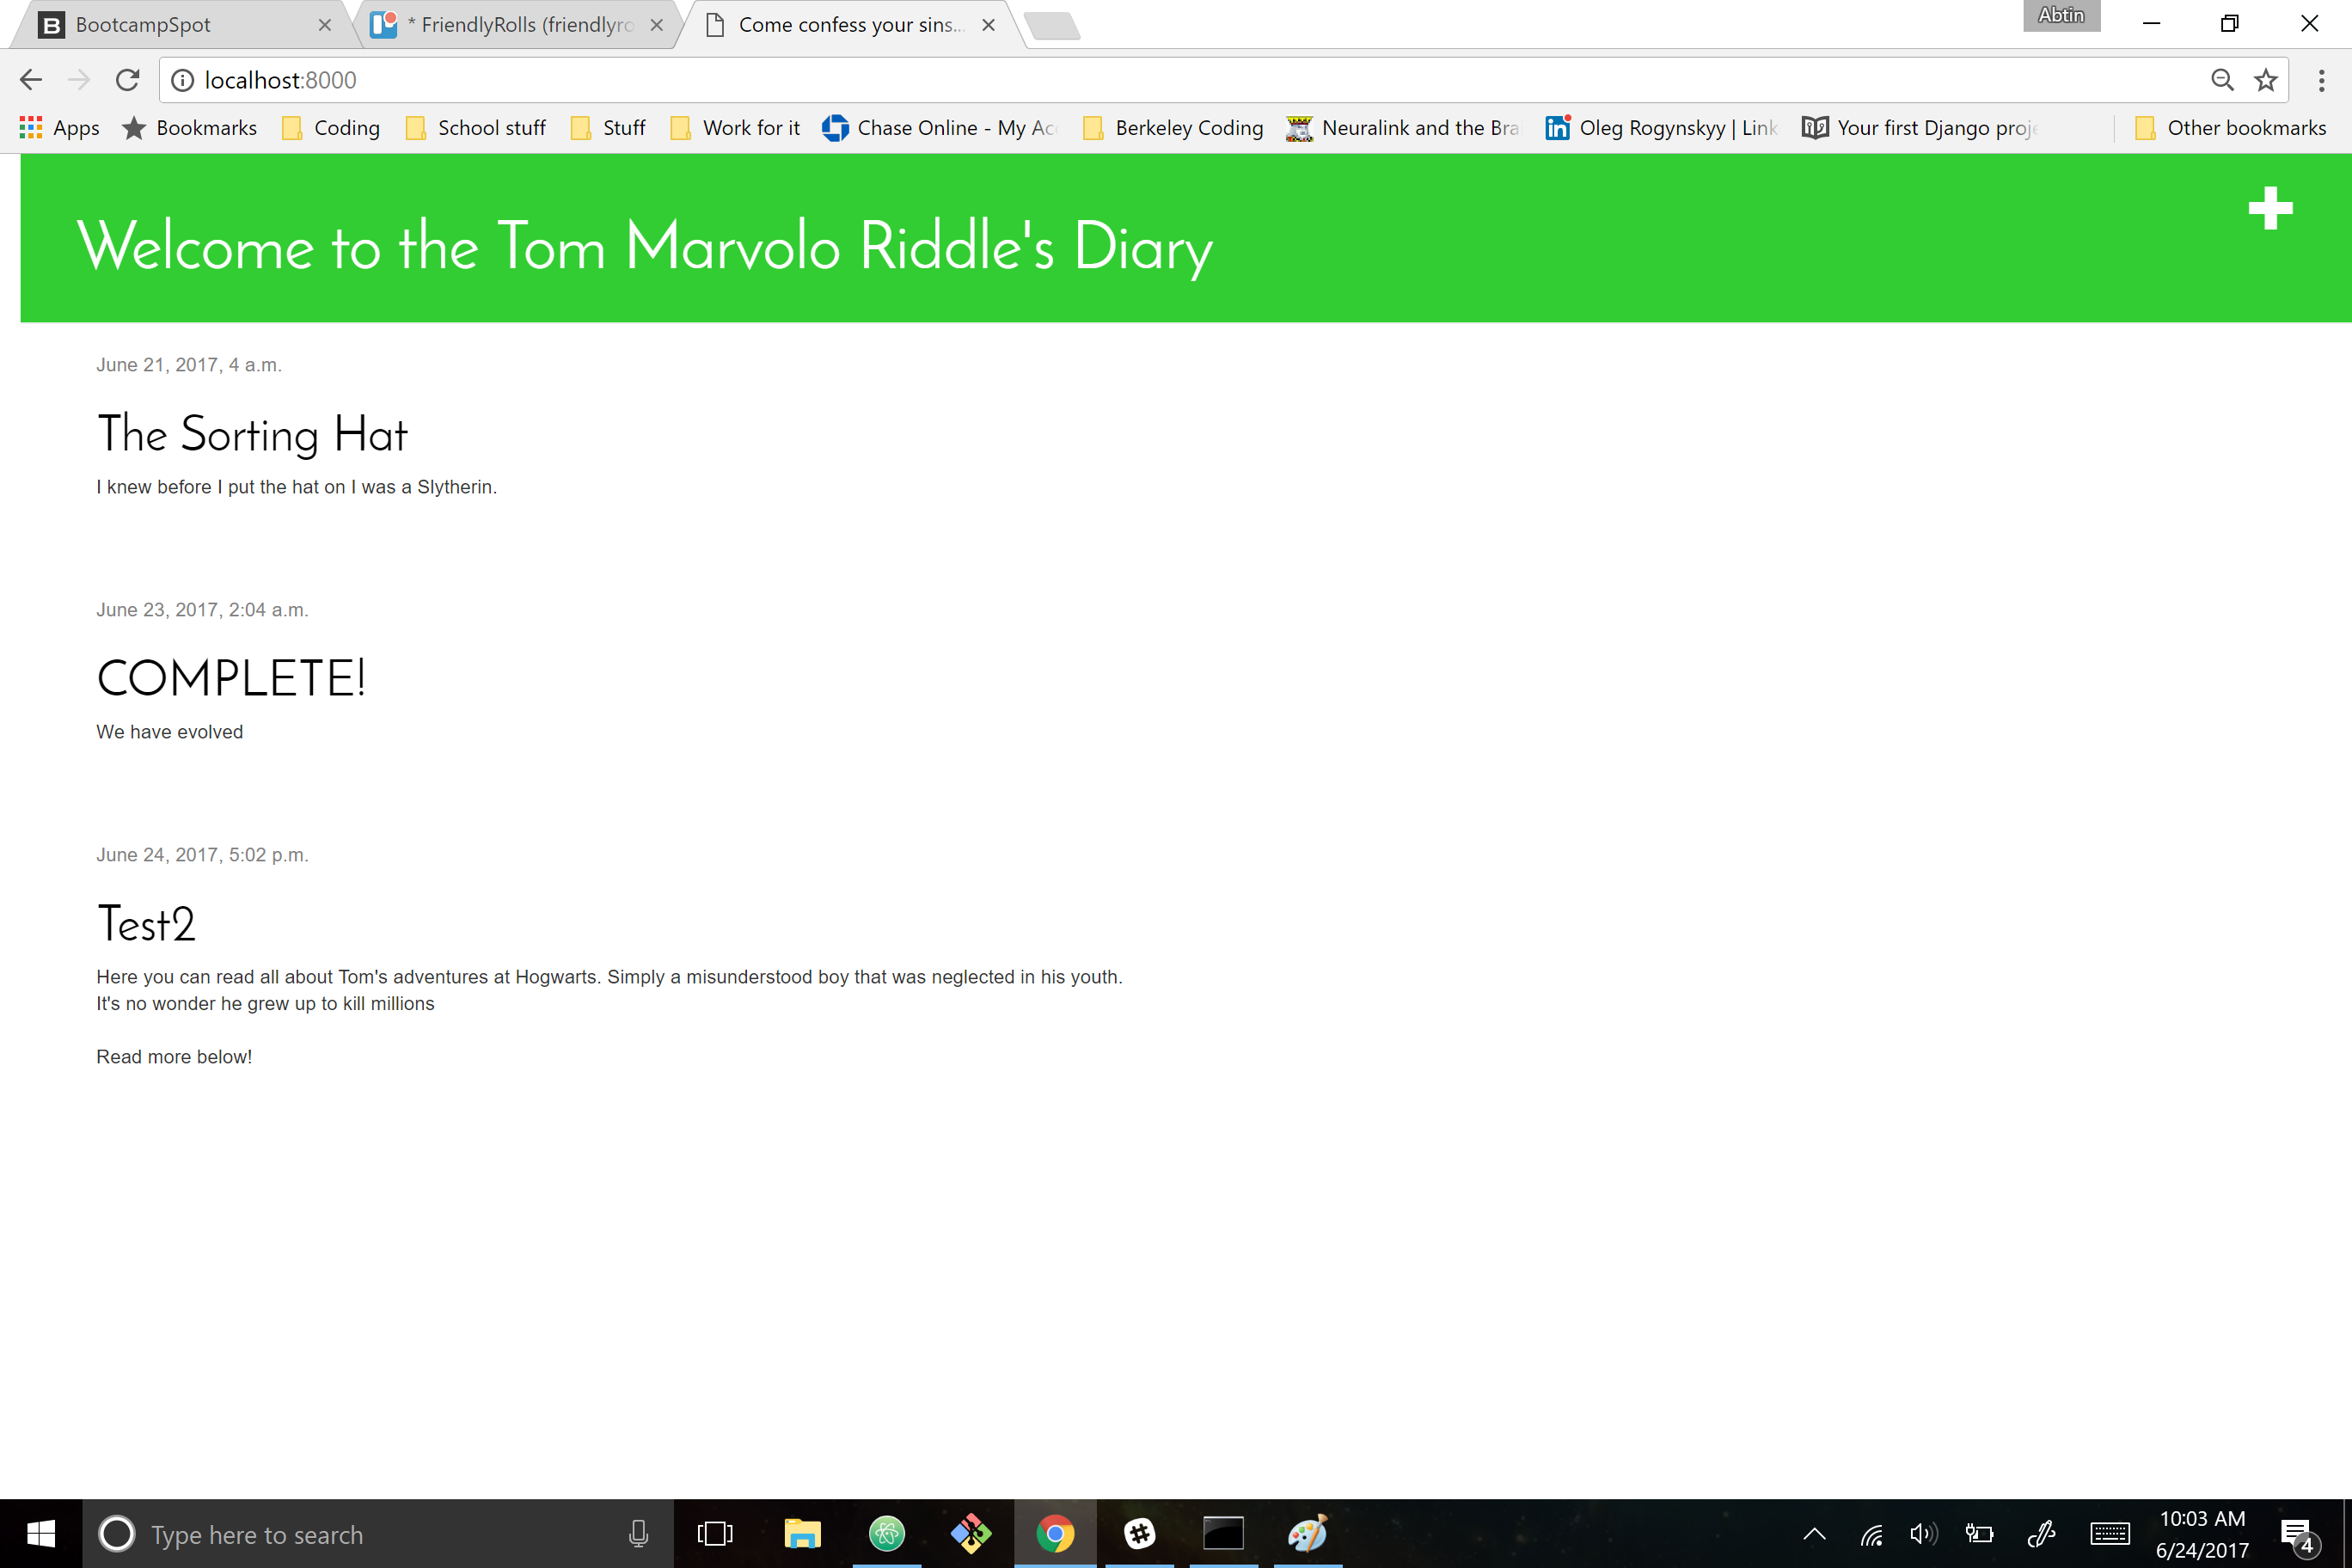 BootcampSpot
* FriendlyRolls (friendlyro
Come confess your sins...
Abtin
localhost:8000
Apps
Bookmarks
Coding
School stuff
Stuff
Work for it
Chase Online - My Ac
Berkeley Coding
Neuralink and the Bra
Oleg Rogynskyy | Link
Your first Django proje
Other bookmarks
Welcome to the Tom Marvolo Riddle's Diary
June 21, 2017, 4 a.m.
The Sorting Hat
I knew before I put the hat on I was a Slytherin.
June 23, 2017, 2:04 a.m.
COMPLETE!
We have evolved
June 24, 2017, 5:02 p.m.
Test2
Here you can read all about Tom's adventures at Hogwarts. Simply a misunderstood boy that was neglected in his youth.
It's no wonder he grew up to kill millions
Read more below!
Type here to search
10:03 AM
6/24/2017
4